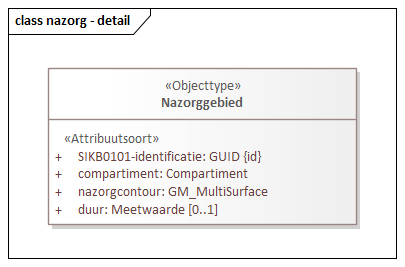 class nazorg - detail
«Objecttype»
Nazorggebied
«Attribuutsoort»
+ SIKB0101-identificatie: GUID {id}
+ compartiment: Compartiment
+ nazorgcontour: GM_MultiSurface
+ duur: Meetwaarde [0..1]